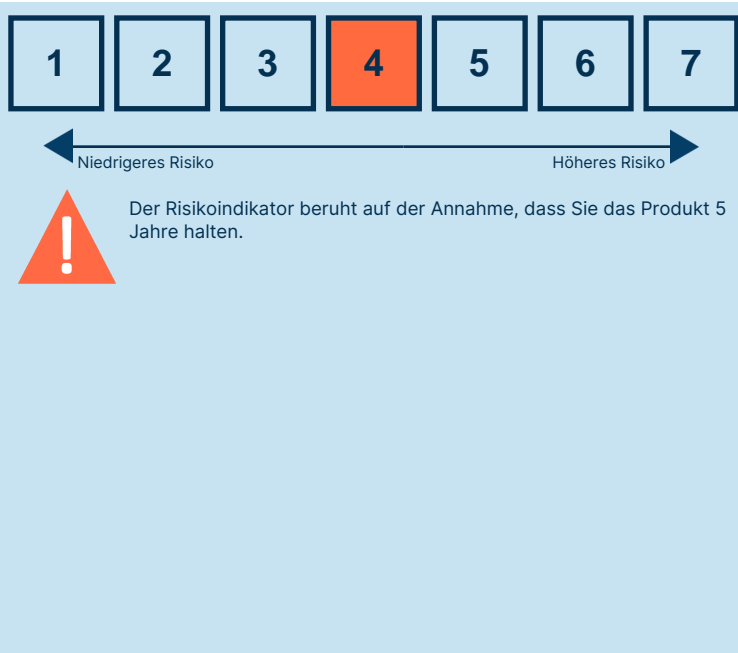 1 2 3 4 5 6 7
Niedrigeres Risiko Höheres Risiko
!
Der Risikoindikator beruht auf der Annahme, dass Sie das Produkt 5
Jahre halten.